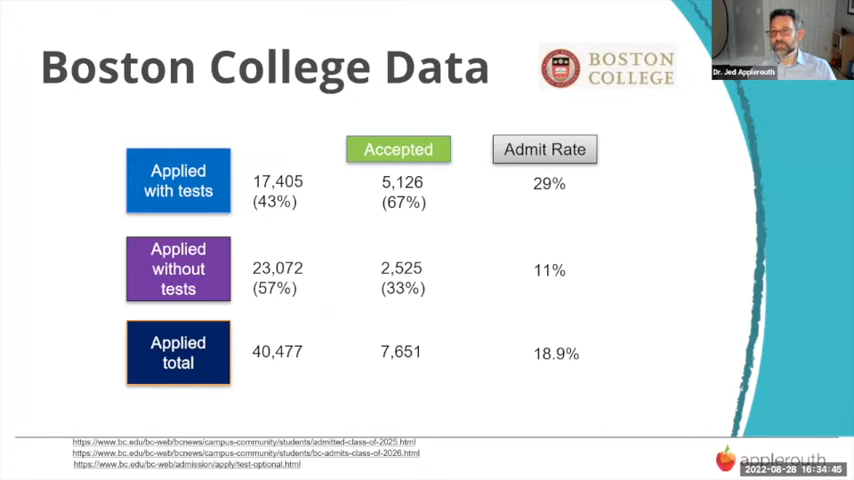 Boston College Data
BOSTON
COLLEGE
Dr. Jed Applerouth
Accepted
Admit Rate
Applied
with tests
17,405
(43%)
5,126
(67%)
29%
Applied
without
tests
23,072
(57%)
2,525
(33%)
11%
Applied
total
40,477
7,651
18.9%
https://www.bc.edu/bc-web/bcnews/campus-community/students/admitted-class-of-2025.html
https://www.bc.edu/bc-web/bcnews/campus-community/students/bc-admits-class-of-2026.html
https://www.bc.edu/bc-web/admission/apply/test-optional.html
applerouth
2022-08-28 16:34:45